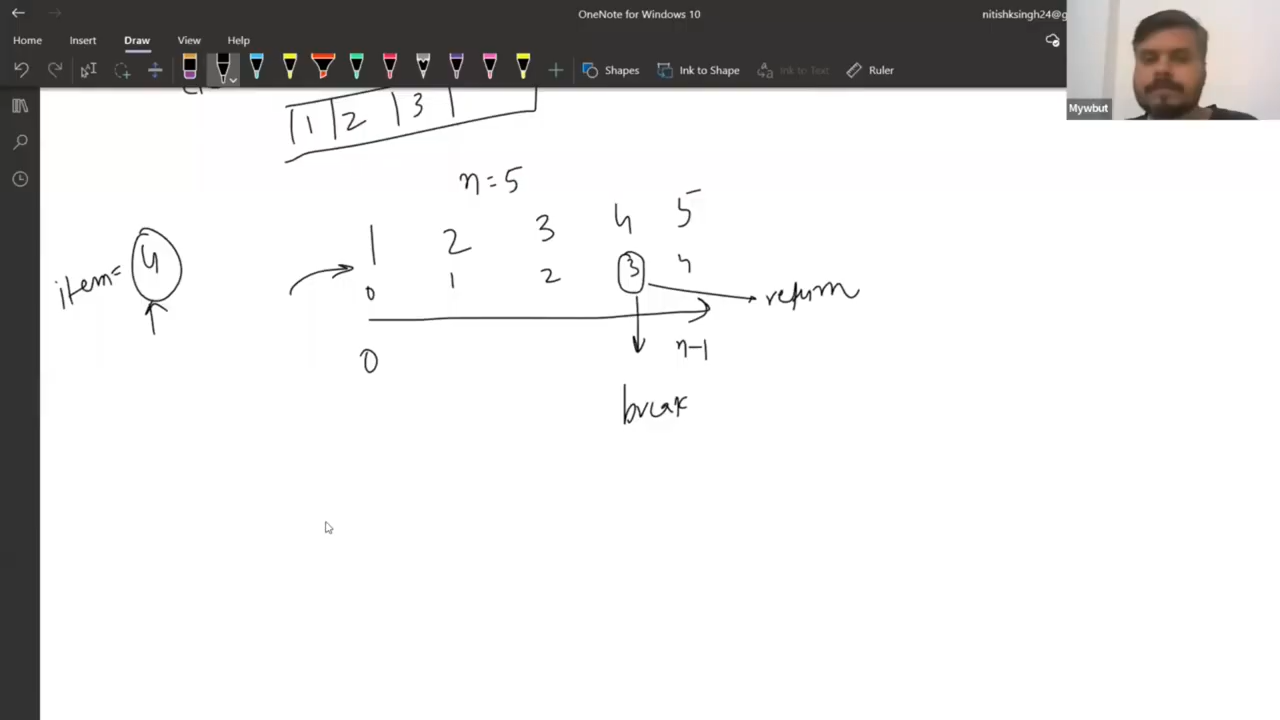 OneNote for Windows 10
nitishksingh24@g
Home Insert Draw View Help
Shapes Ink to Shape Ink to Text Ruler
Mywbut
1 2 3
n=5
1 2 3 4 5
item= 4
0 1 2 3 4
return
0 n-1
break